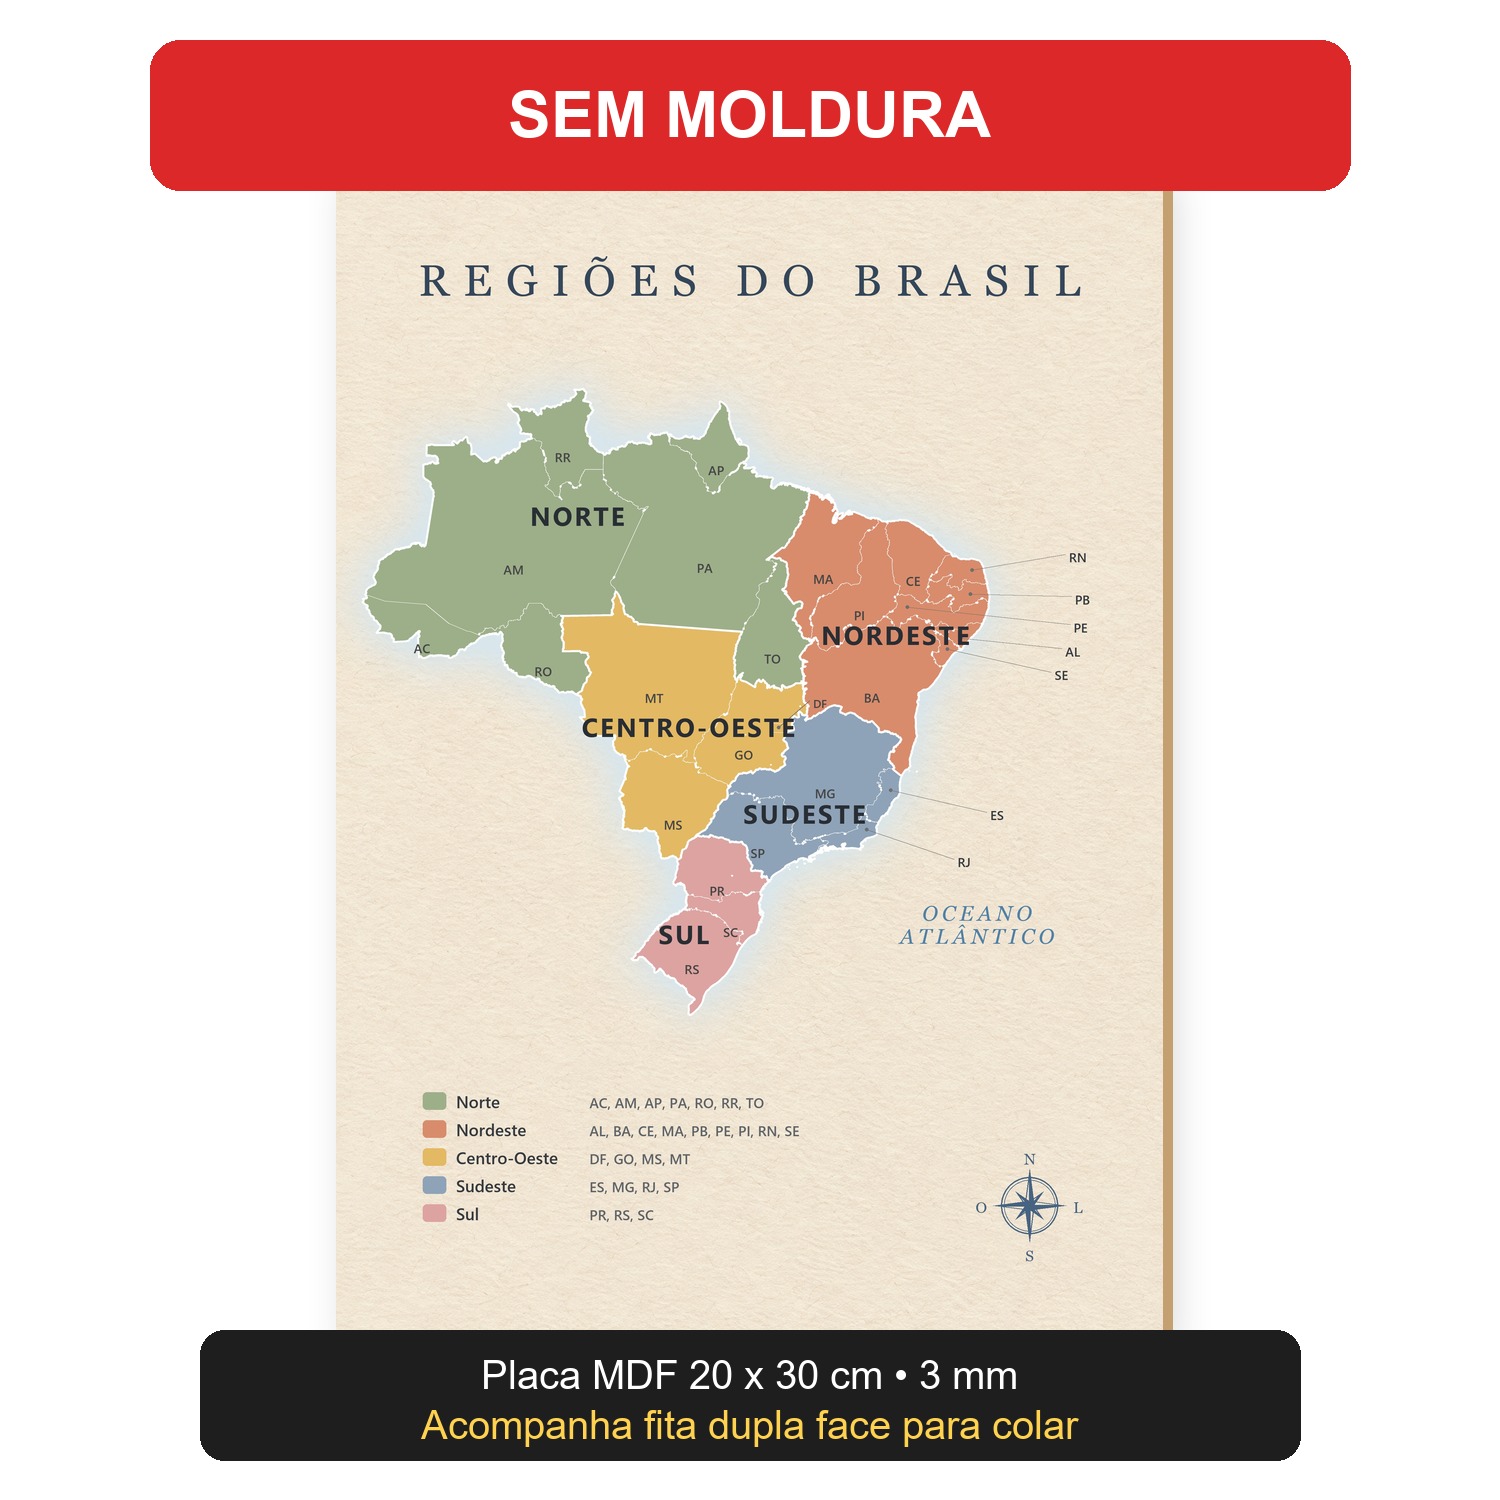 SEM MOLDURA
REGIÕES DO BRASIL
RR
AP
NORTE
AM
PA
MA
CE
RN
PB
PI
PE
NORDESTE
AL
AC
RO
TO
SE
MT
DF
BA
CENTRO-OESTE
GO
MG
SUDESTE
ES
MS
SP
RJ
PR
OCEANO
ATLÂNTICO
SUL
SC
RS
Norte AC, AM, AP, PA, RO, RR, TO
Nordeste AL, BA, CE, MA, PB, PE, PI, RN, SE
Centro-Oeste DF, GO, MS, MT
Sudeste ES, MG, RJ, SP
Sul PR, RS, SC
N
O L
S
Placa MDF 20 x 30 cm • 3 mm
Acompanha fita dupla face para colar